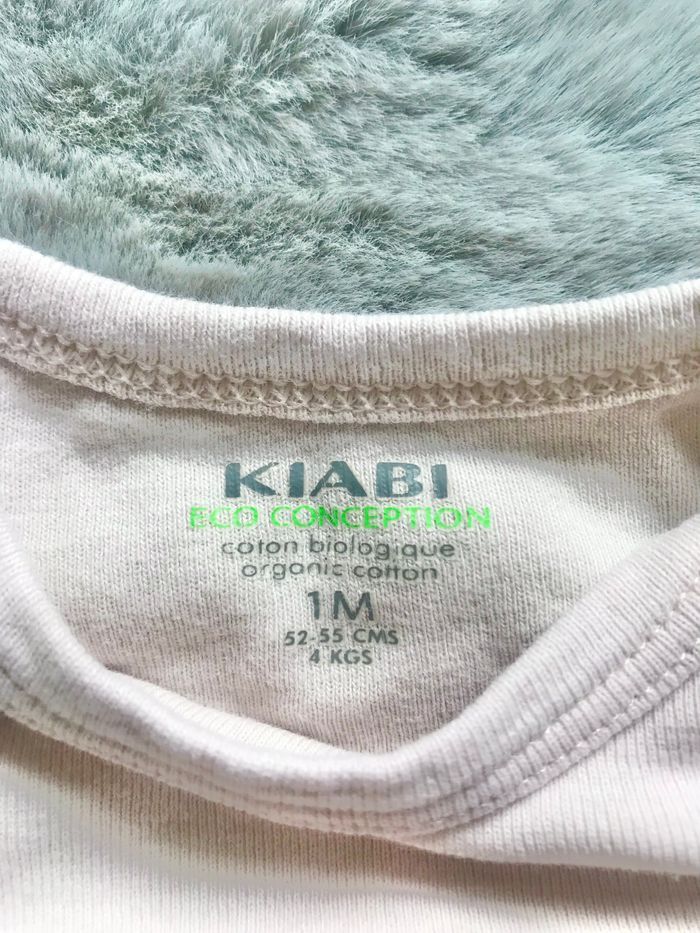 KIABI
ECO CONCEPTION
coton biologique
organic cotton
1M
52-55 CMS
4 KGS